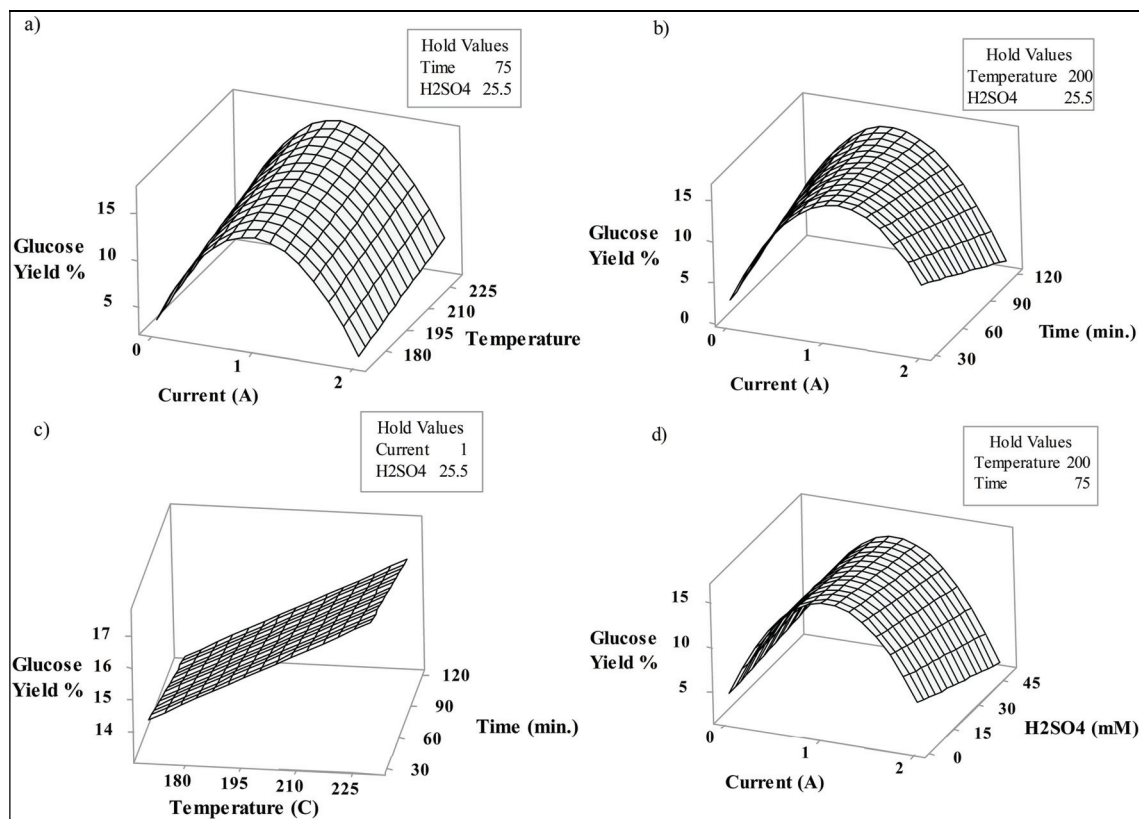 a)
Hold Values
Time 75
H2SO4 25.5
15
10
5
Glucose
Yield %
0
1
2
Current (A)
180
195
210
225
Temperature
b)
Hold Values
Temperature 200
H2SO4 25.5
15
10
5
0
Glucose
Yield %
0
1
2
Current (A)
30
60
90
120
Time (min.)
c)
Hold Values
Current 1
H2SO4 25.5
17
16
15
14
Glucose
Yield %
180
195
210
225
Temperature (C)
30
60
90
120
Time (min.)
d)
Hold Values
Temperature 200
Time 75
15
10
5
Glucose
Yield %
0
1
2
Current (A)
0
15
30
45
H2SO4 (mM)